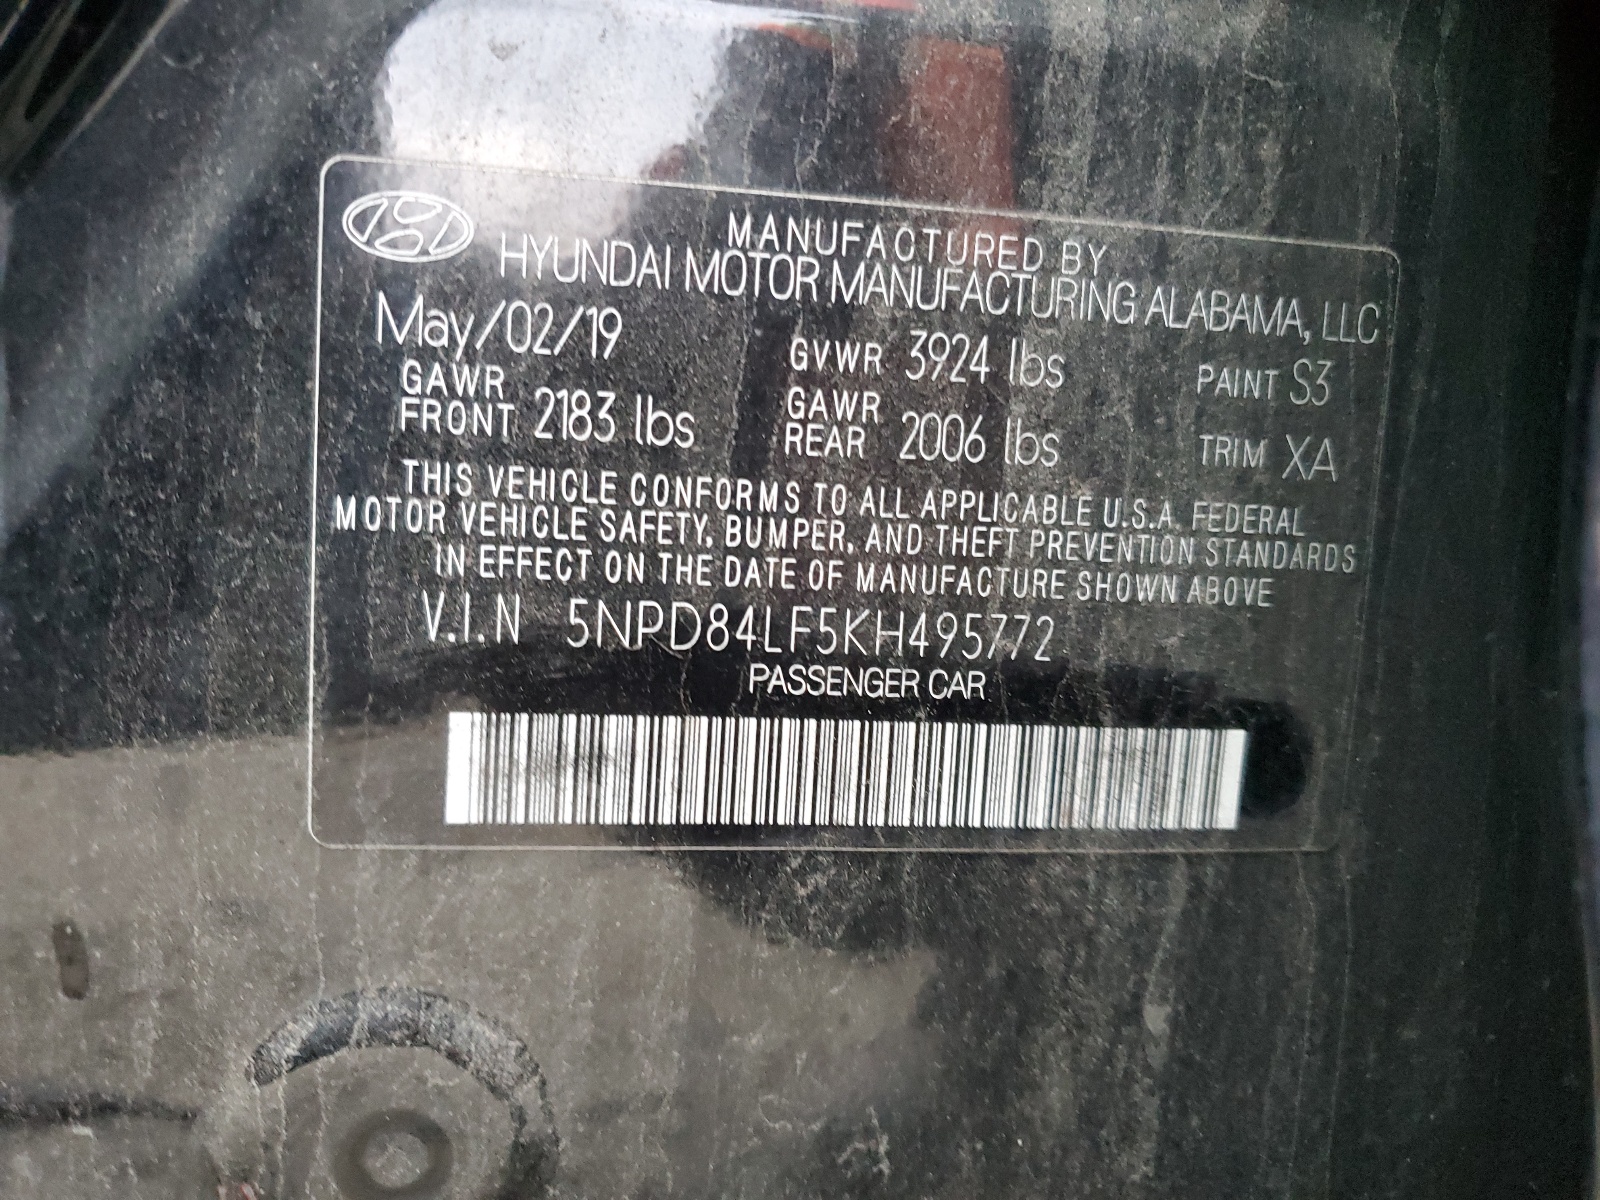 MANUFACTURED BY
HYUNDAI MOTOR MANUFACTURING ALABAMA, LLC
May/02/19 GVWR 3924 lbs PAINT S3
GAWR FRONT 2183 lbs GAWR REAR 2006 lbs TRIM XA
THIS VEHICLE CONFORMS TO ALL APPLICABLE U.S.A. FEDERAL
MOTOR VEHICLE SAFETY, BUMPER, AND THEFT PREVENTION STANDARDS
IN EFFECT ON THE DATE OF MANUFACTURE SHOWN ABOVE
V.I.N 5NPD84LF5KH495772
PASSENGER CAR